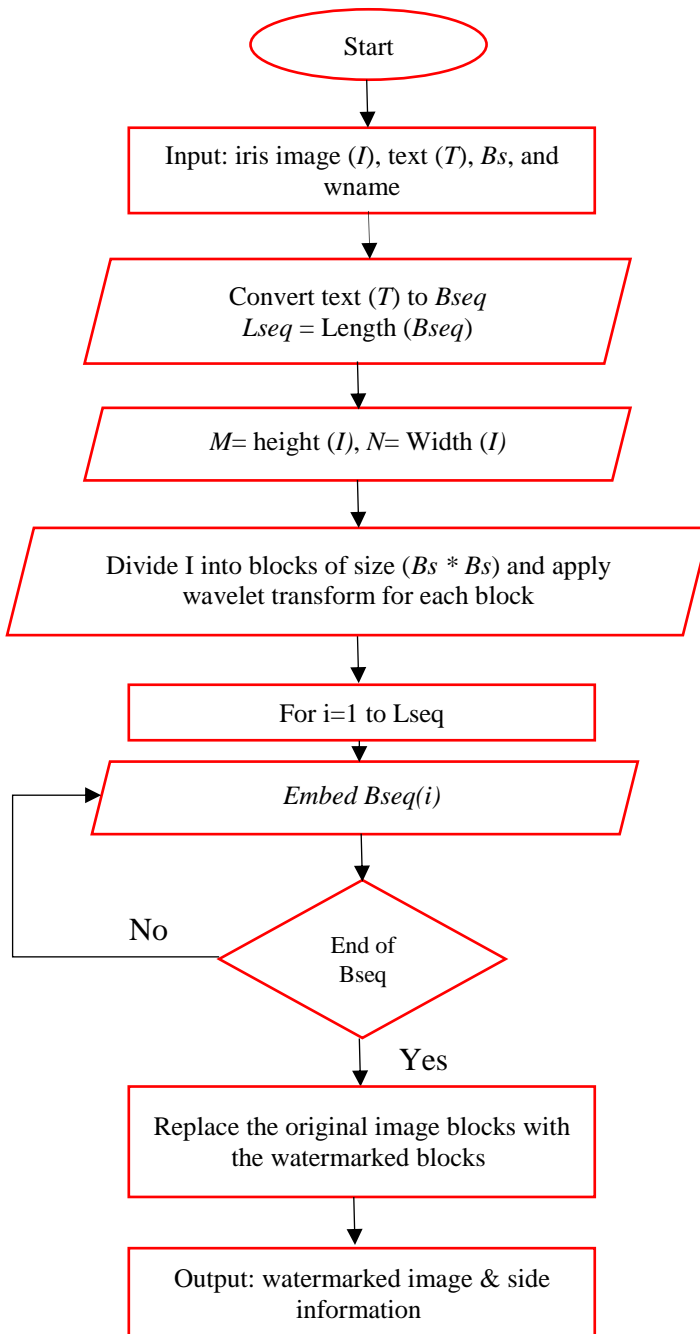 Start
Input: iris image (I), text (T), Bs, and
wname
Convert text (T) to Bseq
Lseq = Length (Bseq)
M= height (I), N= Width (I)
Divide I into blocks of size (Bs * Bs) and apply
wavelet transform for each block
For i=1 to Lseq
Embed Bseq(i)
No
End of
Bseq
Yes
Replace the original image blocks with
the watermarked blocks
Output: watermarked image & side
information